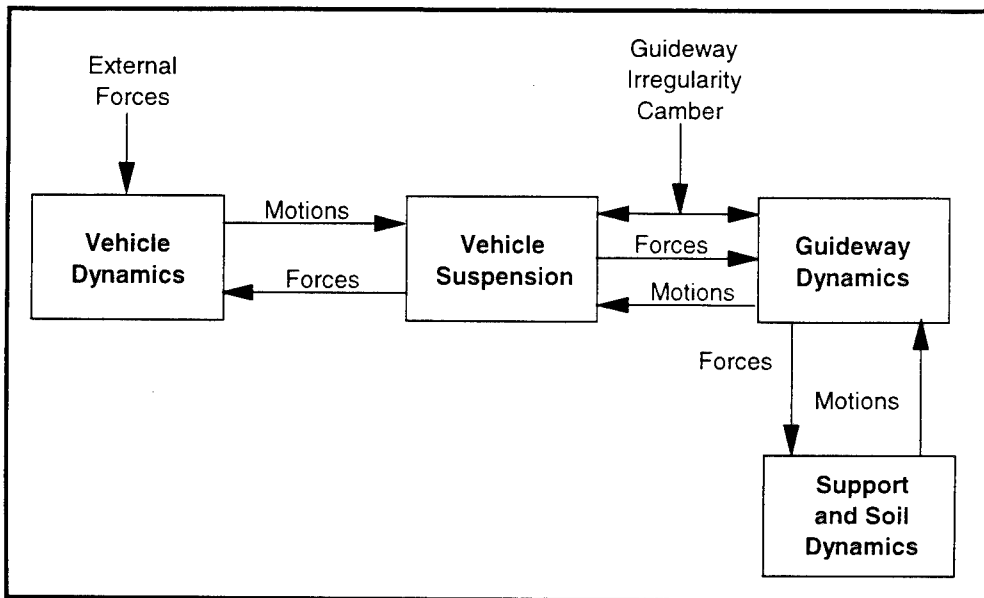 External
Forces
Guideway
Irregularity
Camber
Vehicle
Dynamics
Motions
Forces
Vehicle
Suspension
Forces
Motions
Guideway
Dynamics
Forces
Motions
Support
and Soil
Dynamics